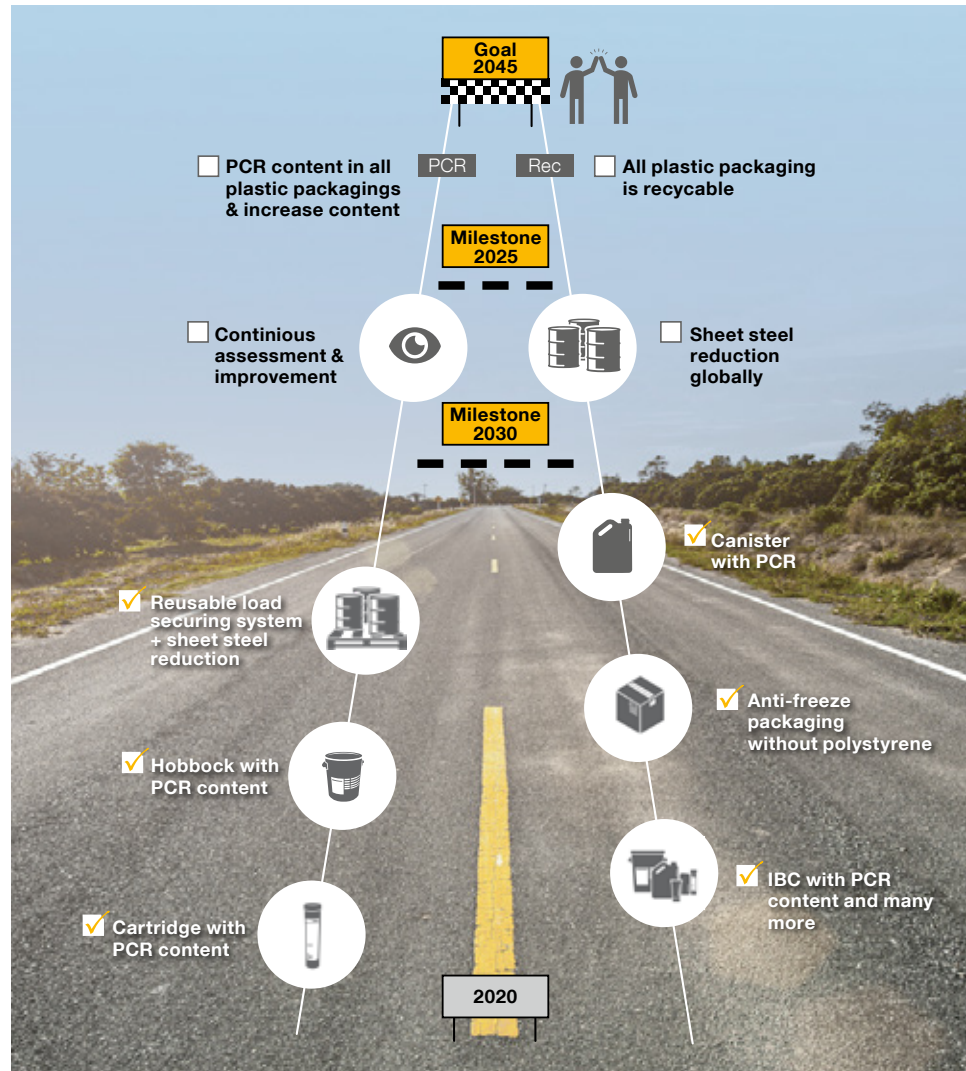 Goal
2045
PCR content in all
plastic packagings
& increase content
PCR
Rec
All plastic packaging
is recycable
Milestone
2025
Continious
assessment &
improvement
Sheet steel
reduction
globally
Milestone
2030
Canister
with PCR
Reusable load
securing system
+ sheet steel
reduction
Anti-freeze
packaging
without polystyrene
Hobbock with
PCR content
IBC with PCR
content and many
more
Cartridge with
PCR content
2020